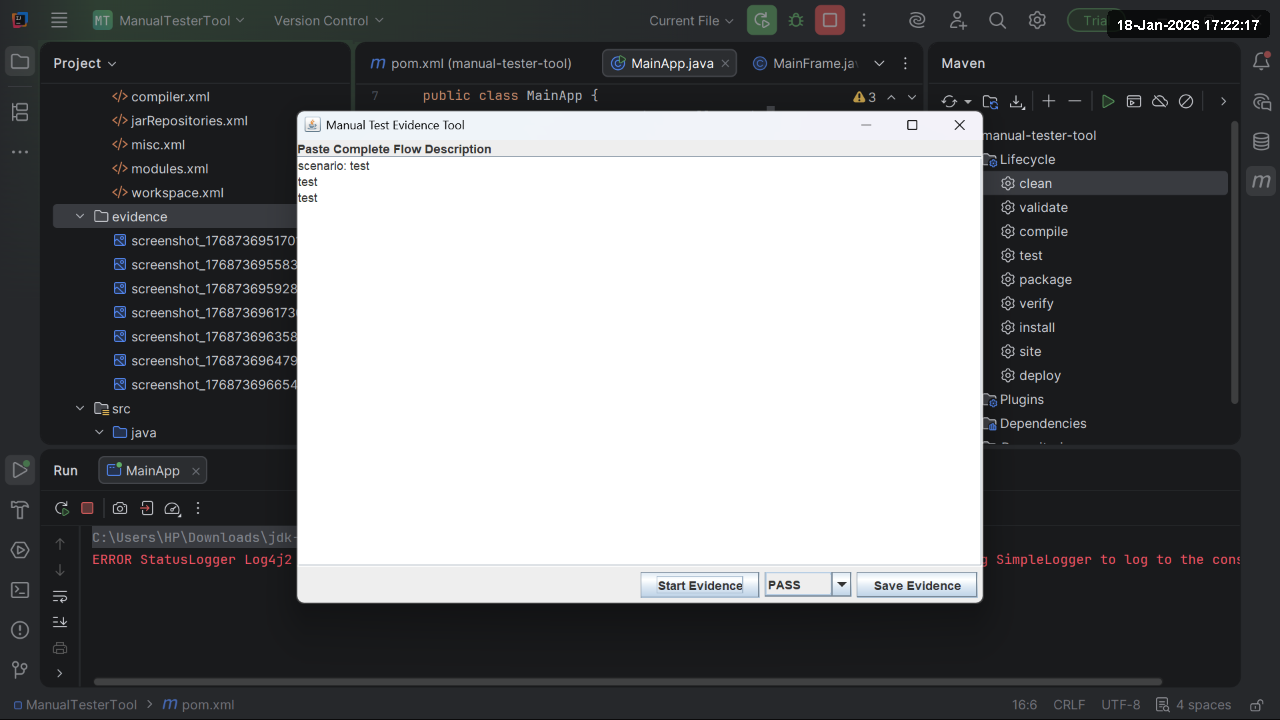 MT ManualTesterTool Version Control Current File
18-Jan-2026 17:22:17
Project
compiler.xml
jarRepositories.xml
misc.xml
modules.xml
workspace.xml
evidence
screenshot_176873695170
screenshot_176873695583
screenshot_176873695928
screenshot_17687369617
screenshot_176873696358
screenshot_176873696479
screenshot_176873696654
src
java
pom.xml (manual-tester-tool) MainApp.java MainFrame.ja
7 public class MainApp {
3
Manual Test Evidence Tool
Paste Complete Flow Description
scenario: test
test
test
Start Evidence PASS Save Evidence
Maven
manual-tester-tool
Lifecycle
clean
validate
compile
test
package
verify
install
site
deploy
Plugins
Dependencies
Run MainApp
C:\Users\HP\Downloads\jdk-
ERROR StatusLogger Log4j2 g SimpleLogger to log to the cons
ManualTesterTool > pom.xml
16:6 CRLF UTF-8 4 spaces